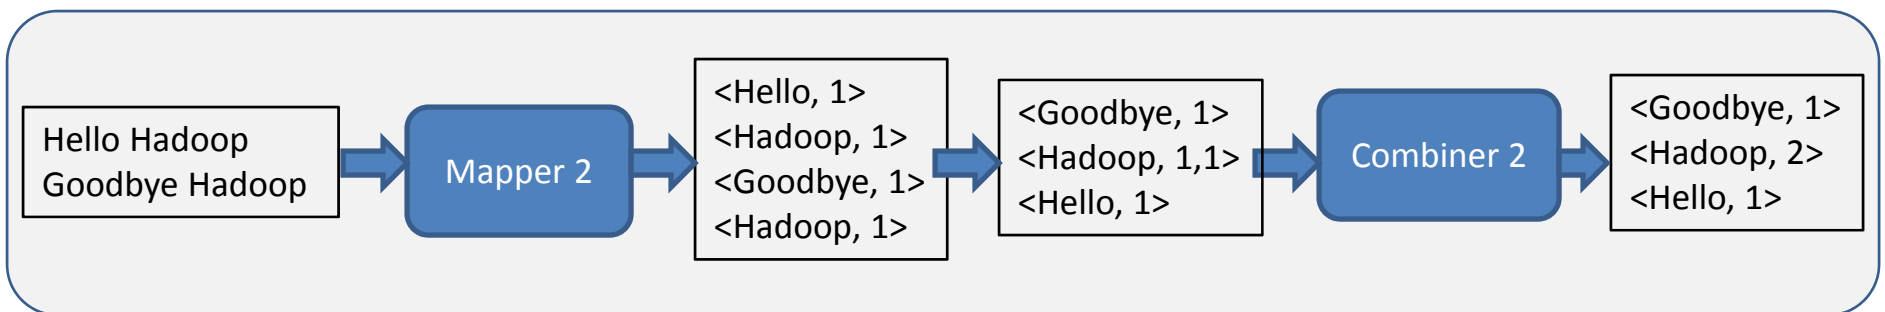 Hello Hadoop
Goodbye Hadoop
Mapper 2
<Hello, 1>
<Hadoop, 1>
<Goodbye, 1>
<Hadoop, 1>
<Goodbye, 1>
<Hadoop, 1,1>
<Hello, 1>
Combiner 2
<Goodbye, 1>
<Hadoop, 2>
<Hello, 1>